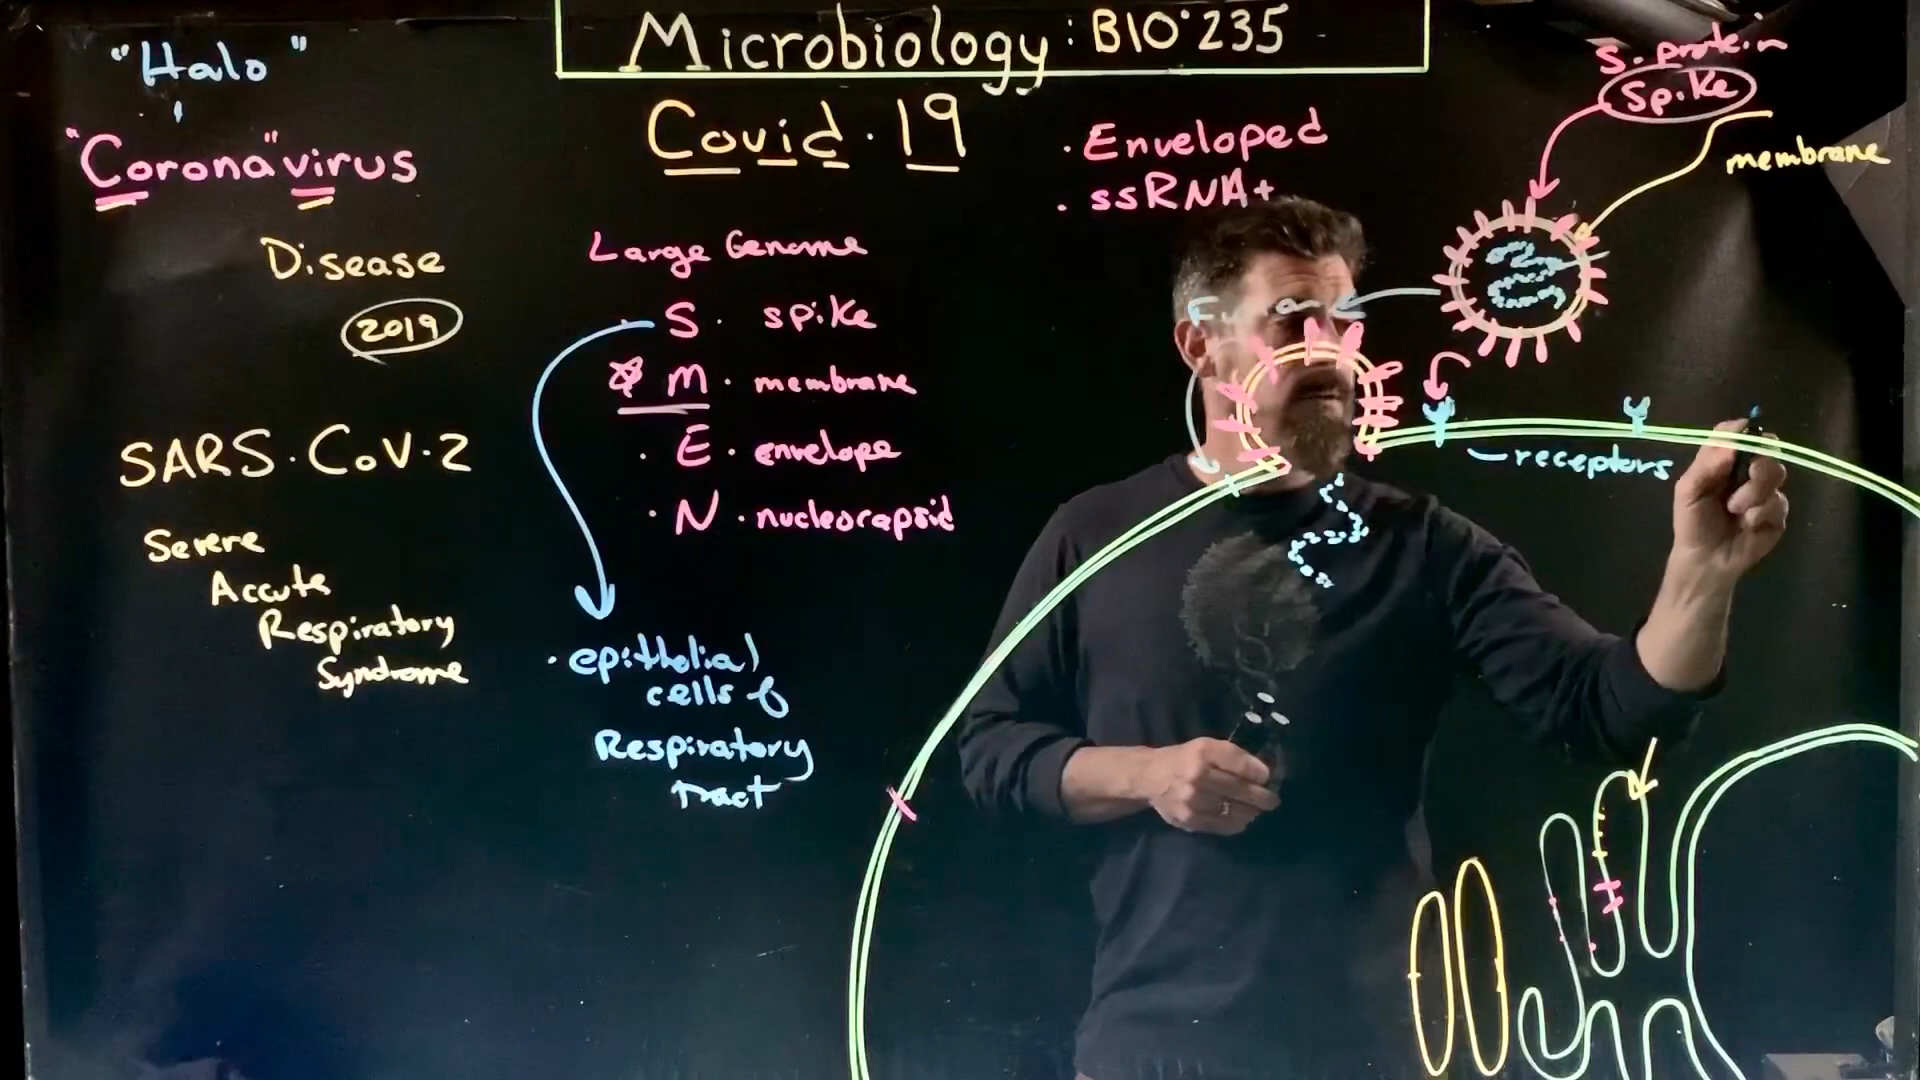 Microbiology: BIO 235
"Halo"
"Corona"virus
Disease
2019
SARS·CoV·2
Severe
Accute
Respiratory
Syndrome
Covid·19
Large Genome
S · spike
M · membrane
· E · envelope
· N · nucleocapsid
· epithelial
cells of
Respiratory
tract
· Enveloped
· ssRNA+
S. protein
Spike
membrane
receptors